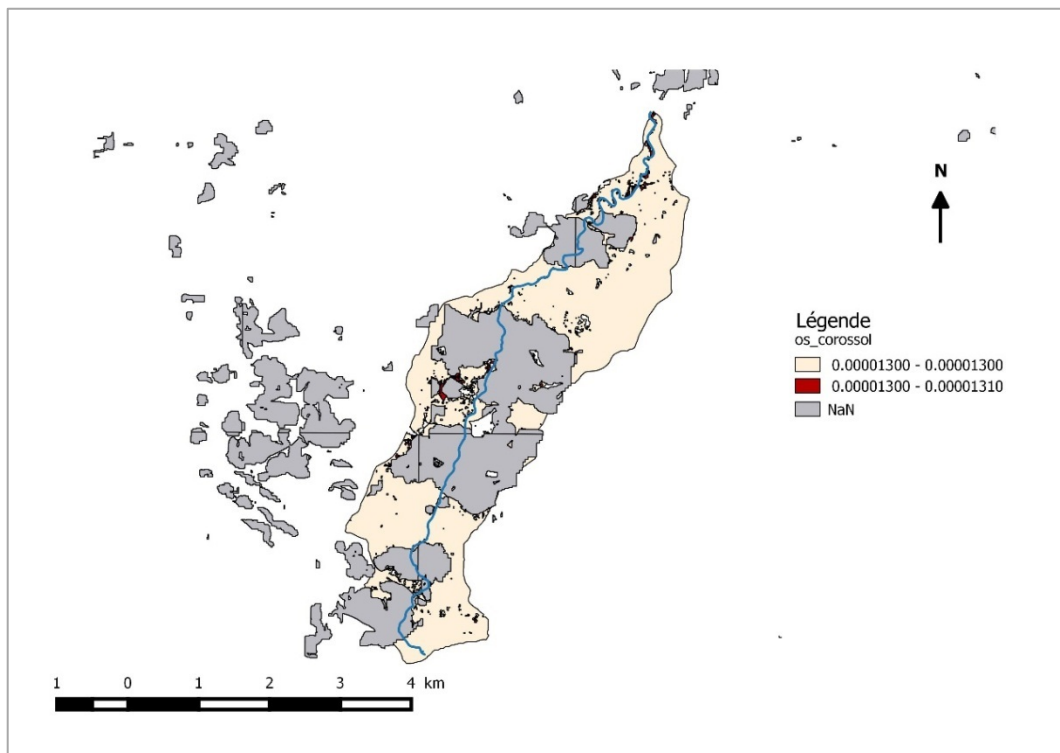 N
Légende
os_corossol
0.00001300 - 0.00001300
0.00001300 - 0.00001310
NaN
1 0 1 2 3 4 km